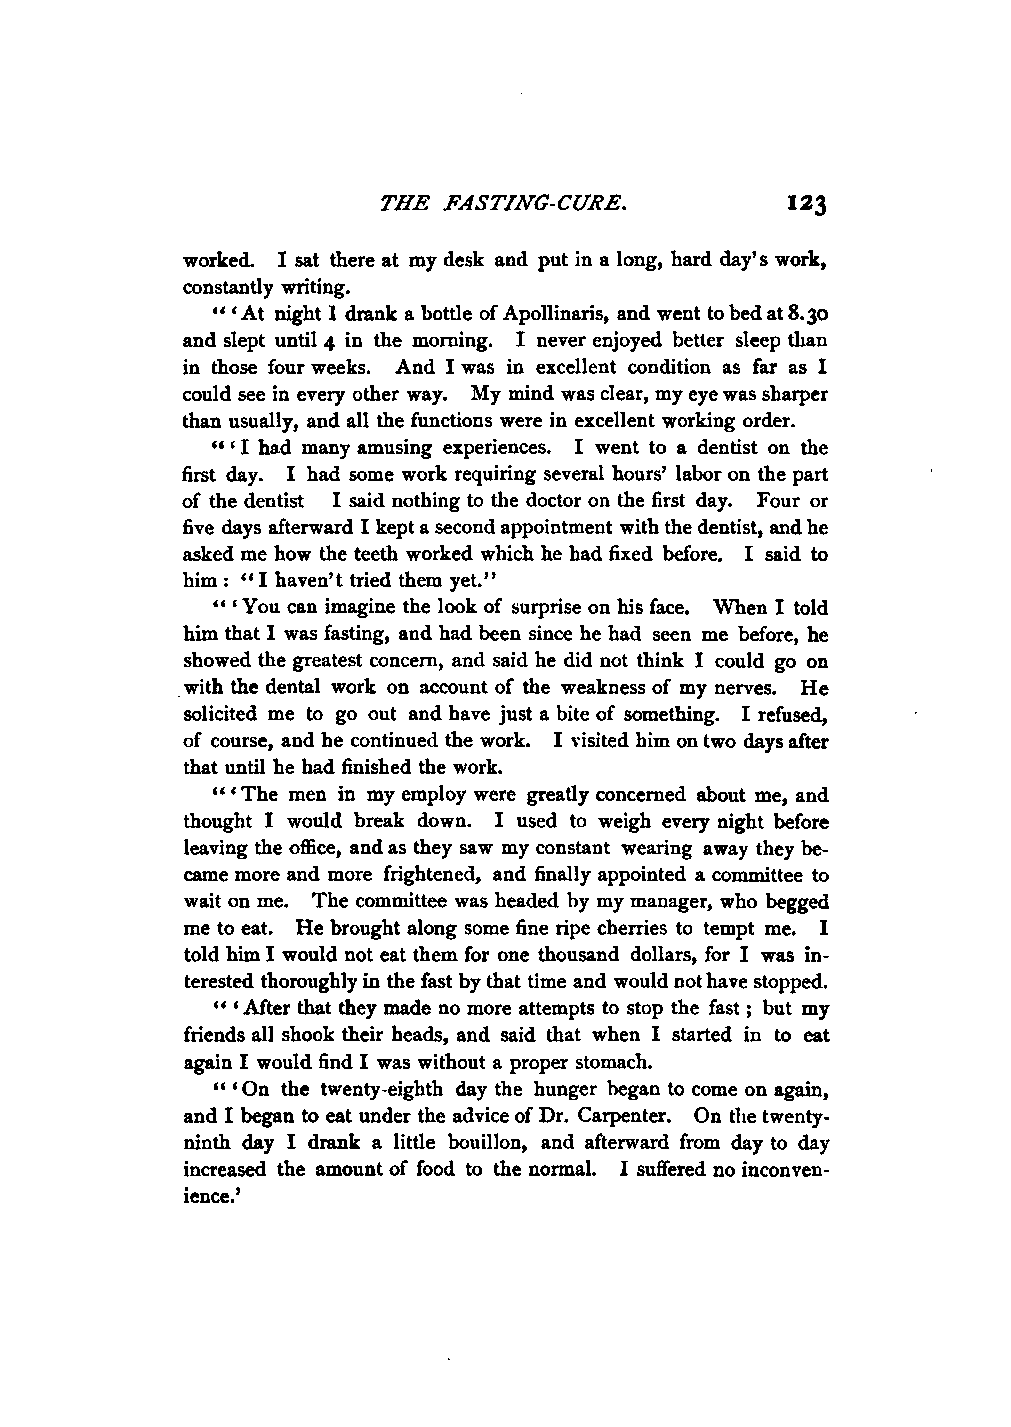 THE FASTING-CURE. 123
worked. I sat there at my desk and put in a long, hard day's work,
constantly writing.
"'At night I drank a bottle of Apollinaris, and went to bed at 8.30
and slept until 4 in the morning. I never enjoyed better sleep than
in those four weeks. And I was in excellent condition as far as I
could see in every other way. My mind was clear, my eye was sharper
than usually, and all the functions were in excellent working order.
"'I had many amusing experiences. I went to a dentist on the
first day. I had some work requiring several hours' labor on the part
of the dentist I said nothing to the doctor on the first day. Four or
five days afterward I kept a second appointment with the dentist, and he
asked me how the teeth worked which he had fixed before. I said to
him: "I haven't tried them yet."
"'You can imagine the look of surprise on his face. When I told
him that I was fasting, and had been since he had seen me before, he
showed the greatest concern, and said he did not think I could go on
with the dental work on account of the weakness of my nerves. He
solicited me to go out and have just a bite of something. I refused,
of course, and he continued the work. I visited him on two days after
that until he had finished the work.
"'The men in my employ were greatly concerned about me, and
thought I would break down. I used to weigh every night before
leaving the office, and as they saw my constant wearing away they be-
came more and more frightened, and finally appointed a committee to
wait on me. The committee was headed by my manager, who begged
me to eat. He brought along some fine ripe cherries to tempt me. I
told him I would not eat them for one thousand dollars, for I was in-
terested thoroughly in the fast by that time and would not have stopped.
"'After that they made no more attempts to stop the fast; but my
friends all shook their heads, and said that when I started in to eat
again I would find I was without a proper stomach.
"'On the twenty-eighth day the hunger began to come on again,
and I began to eat under the advice of Dr. Carpenter. On the twenty-
ninth day I drank a little bouillon, and afterward from day to day
increased the amount of food to the normal. I suffered no inconven-
ience.'